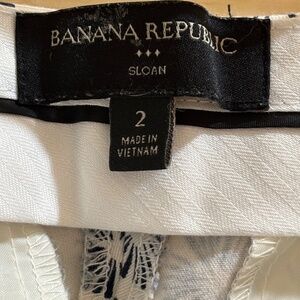 BANANA REPUBLIC
SLOAN
2
MADE IN
VIETNAM